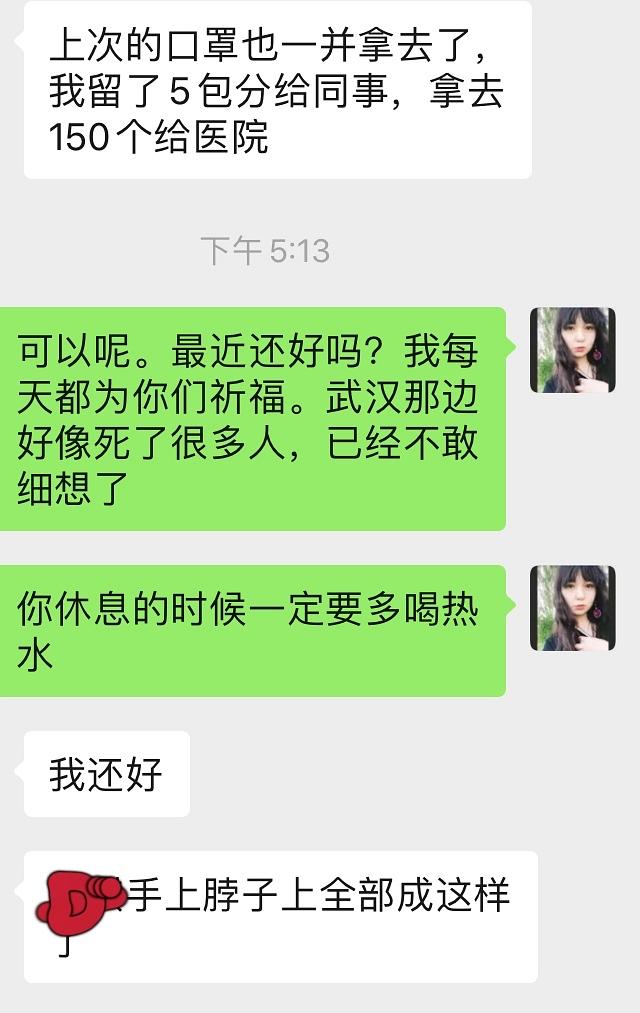 上次的口罩也一并拿去了，
我留了5包分给同事，拿去
150个给医院
下午 5:13
可以呢。最近还好吗？我每
天都为你们祈福。武汉那边
好像死了很多人，已经不敢
细想了
你休息的时候一定要多喝热
水
我还好
手上脖子上全部成这样